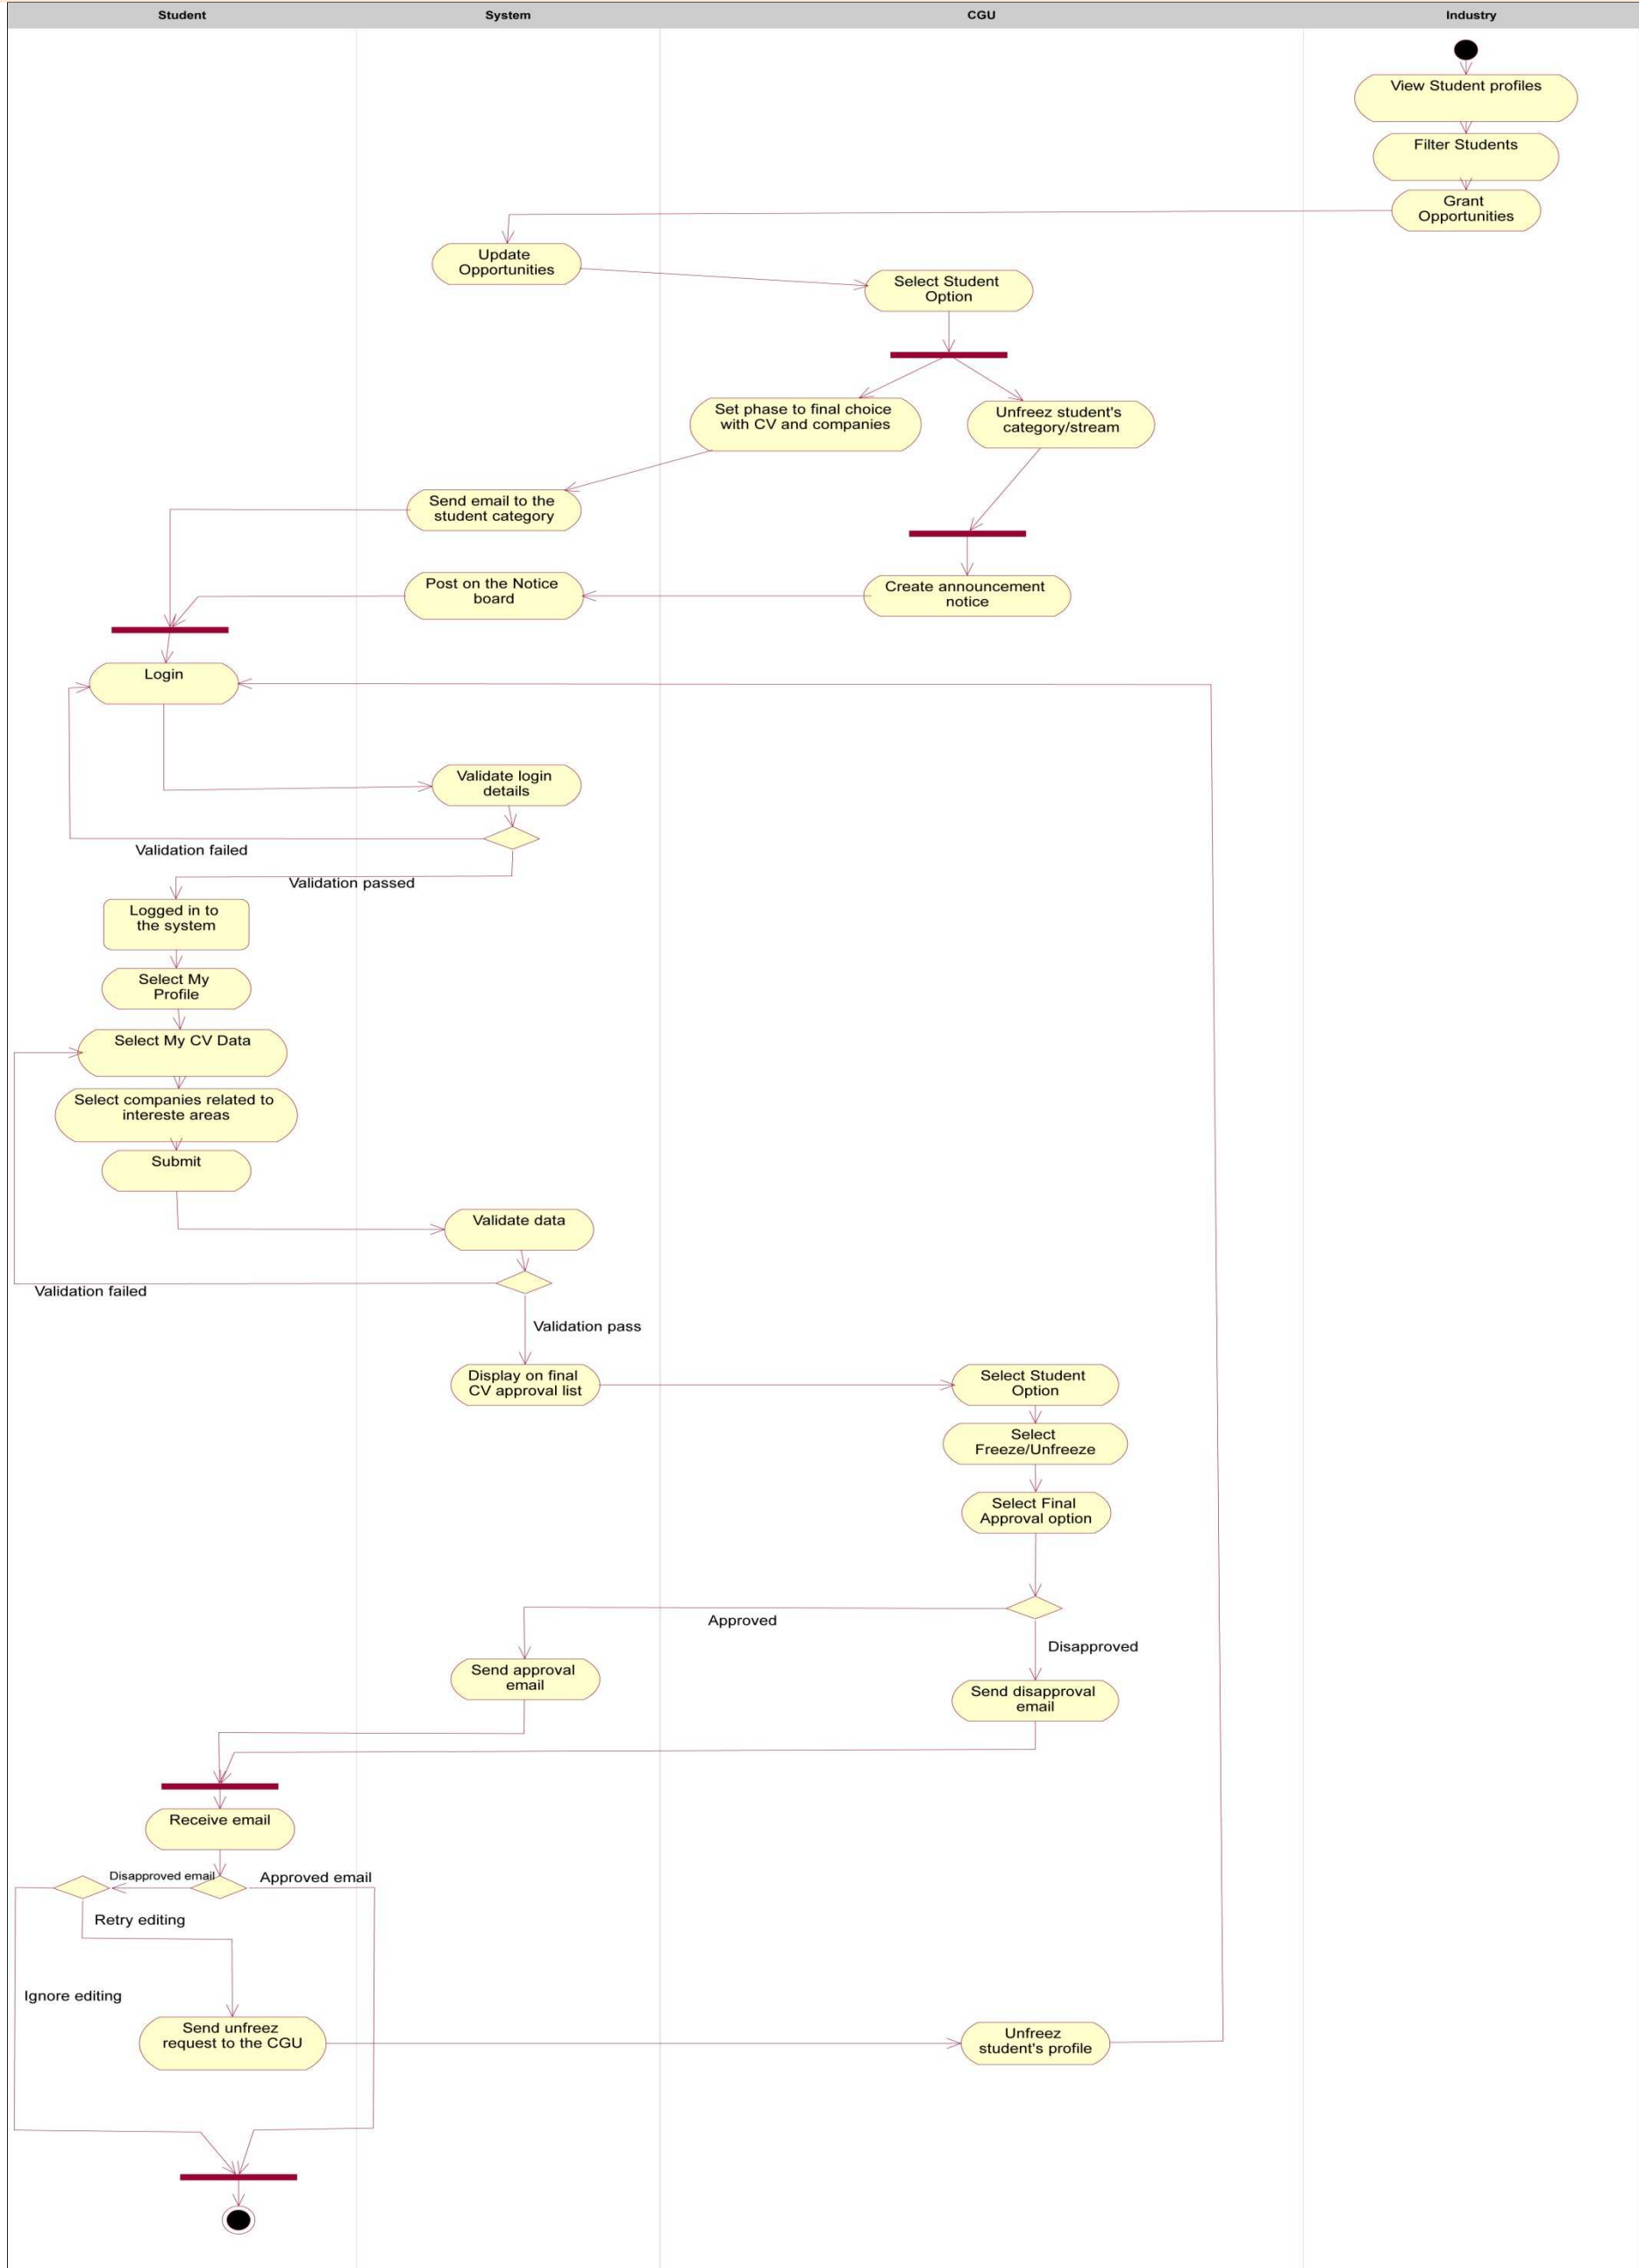 Student
System
CGU
Industry
View Student profiles
Filter Students
Grant
Opportunities
Update
Opportunities
Select Student
Option
Set phase to final choice
with CV and companies
Unfreez student's
category/stream
Send email to the
student category
Post on the Notice
board
Create announcement
notice
Login
Validate login
details
Validation failed
Validation passed
Logged in to
the system
Select My
Profile
Select My CV Data
Select companies related to
intereste areas
Submit
Validate data
Validation failed
Validation pass
Display on final
CV approval list
Select Student
Option
Select
Freeze/Unfreeze
Select Final
Approval option
Approved
Disapproved
Send approval
email
Send disapproval
email
Receive email
Disapproved email
Approved email
Retry editing
Ignore editing
Send unfreez
request to the CGU
Unfreez
student's profile